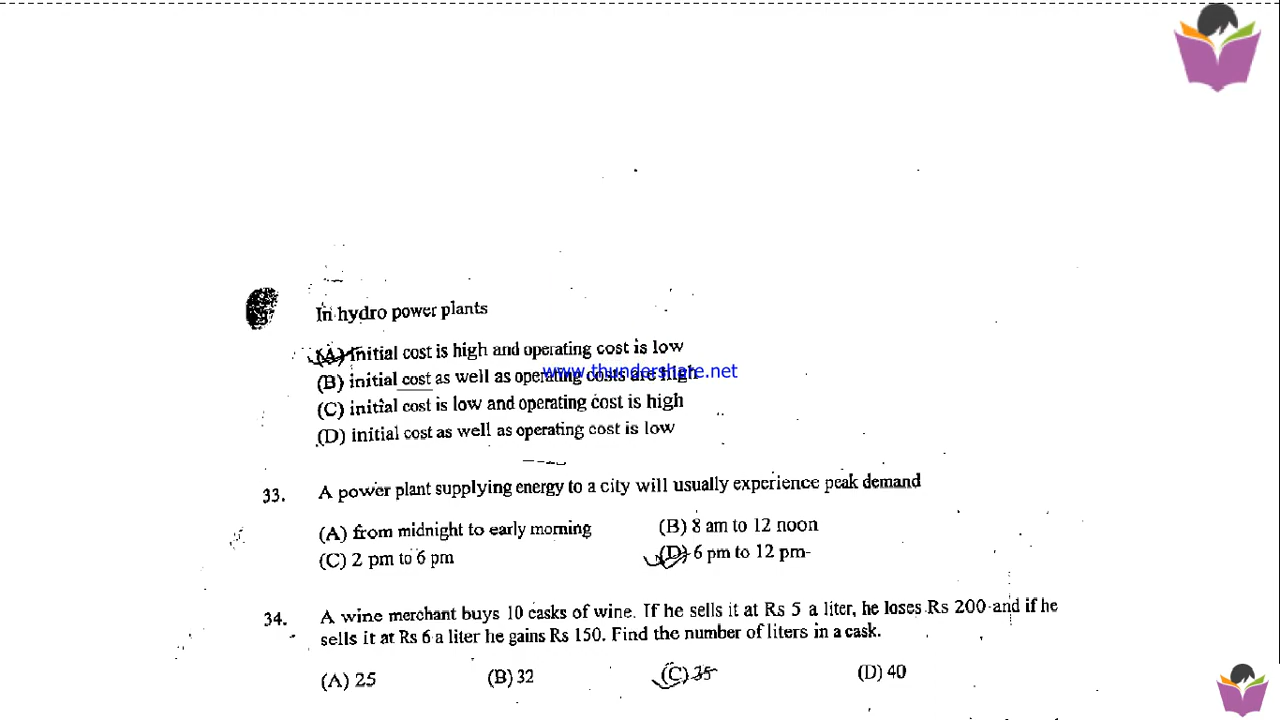 In hydro power plants
(A) initial cost is high and operating cost is low
(B) initial cost as well as operating costs are high
www.thundershare.net
(C) initial cost is low and operating cost is high
(D) initial cost as well as operating cost is low
33. A power plant supplying energy to a city will usually experience peak demand
(A) from midnight to early morning (B) 8 am to 12 noon
(C) 2 pm to 6 pm (D) 6 pm to 12 pm
34. A wine merchant buys 10 casks of wine. If he sells it at Rs 5 a liter, he loses Rs 200 and if he
sells it at Rs 6 a liter he gains Rs 150. Find the number of liters in a cask.
(A) 25 (B) 32 (C) 35 (D) 40